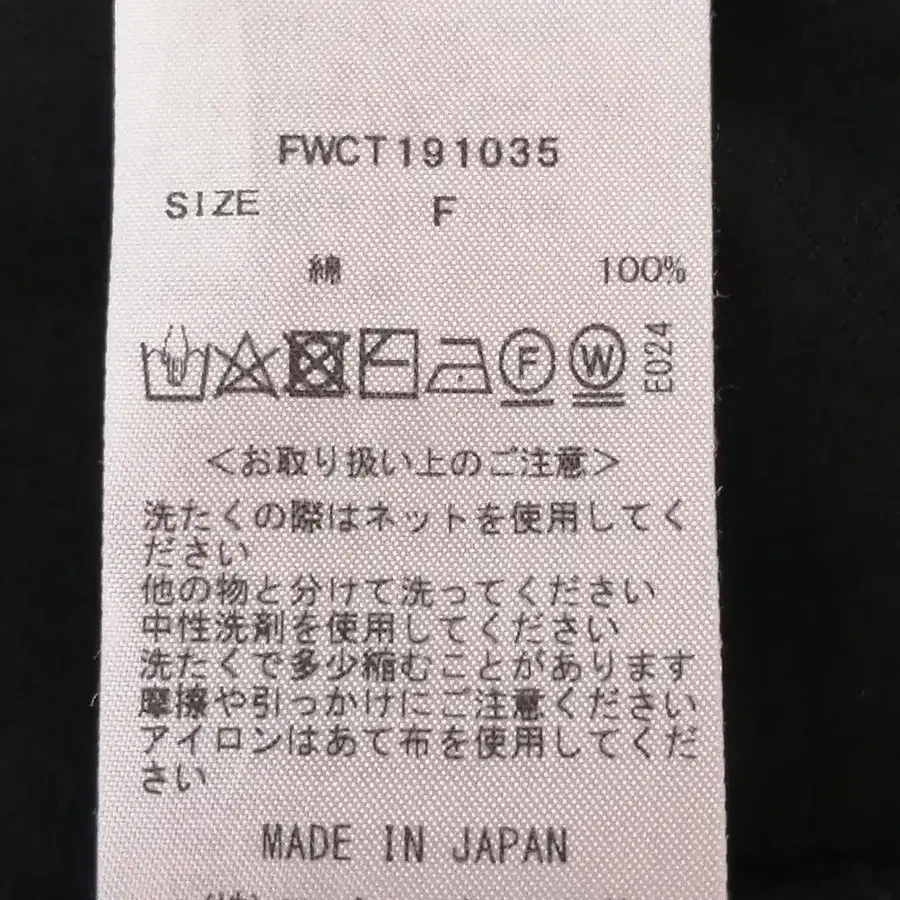 FWCT191035
SIZE F
綿 100%
F W E024
<お取り扱い上のご注意>
洗たくの際はネットを使用してく
ださい
他の物と分けて洗ってください
中性洗剤を使用してください
洗たくで多少縮むことがあります
摩擦や引っかけにご注意ください
アイロンはあて布を使用してくだ
さい
MADE IN JAPAN